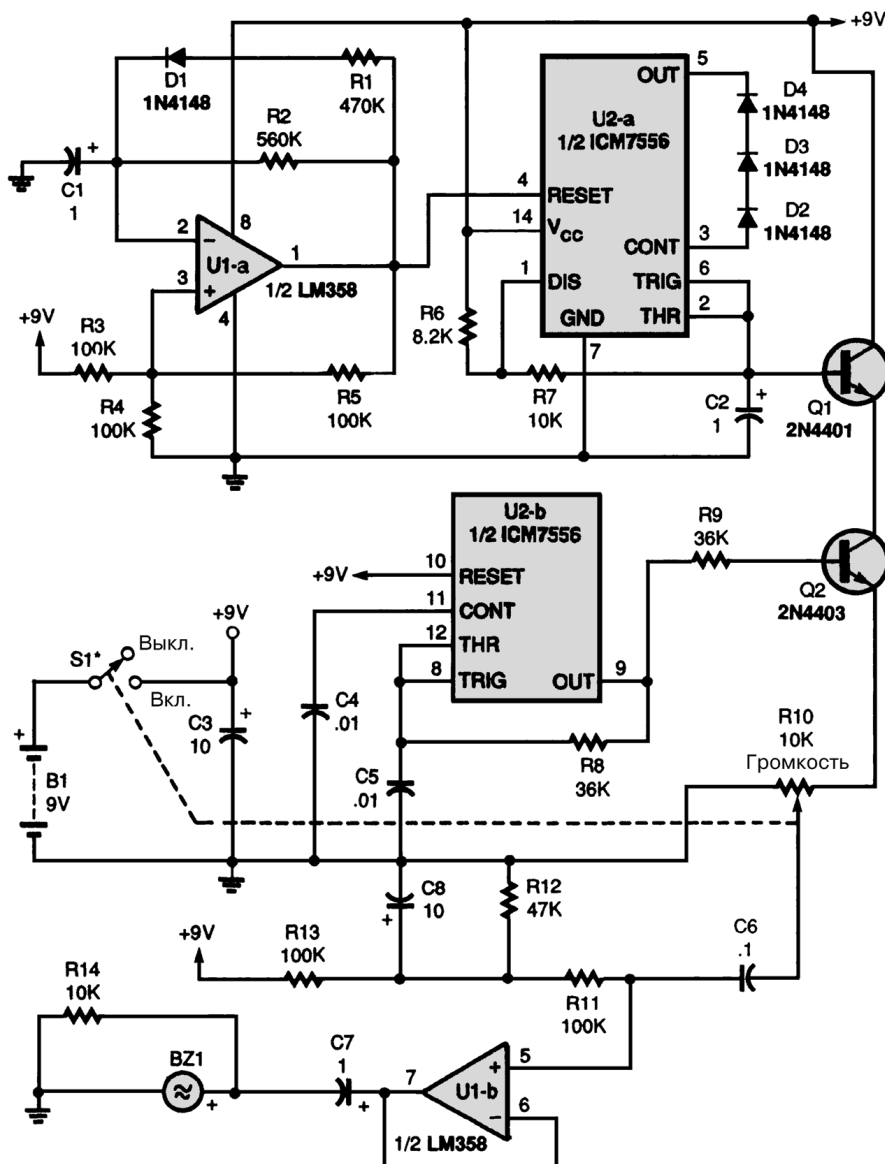 +9V
D1
1N4148
R1
470K
R2
560K
C1
+
1
2
8
−
U1-a
+
3
4
1
1/2 LM358
+9V
R3
100K
R4
100K
R5
100K
5
OUT
U2-a
1/2 ICM7556
4
RESET
14
VCC
CONT
3
1
DIS
TRIG
6
THR
2
GND
7
D4
1N4148
D3
1N4148
D2
1N4148
R6
8.2K
R7
10K
C2
1
+
Q1
2N4401
U2-b
1/2 ICM7556
+9V
10
RESET
11
CONT
12
THR
8
TRIG
OUT
9
R9
36K
Q2
2N4403
+9V
S1*
Выкл.
Вкл.
C3
10
+
+
B1
9V
C4
.01
C5
.01
R8
36K
R10
10K
Громкость
C8
10
+
R12
47K
+9V
R13
100K
R11
100K
C6
.1
R14
10K
BZ1
+
C7
1
+
7
+
5
U1-b
−
6
1/2 LM358